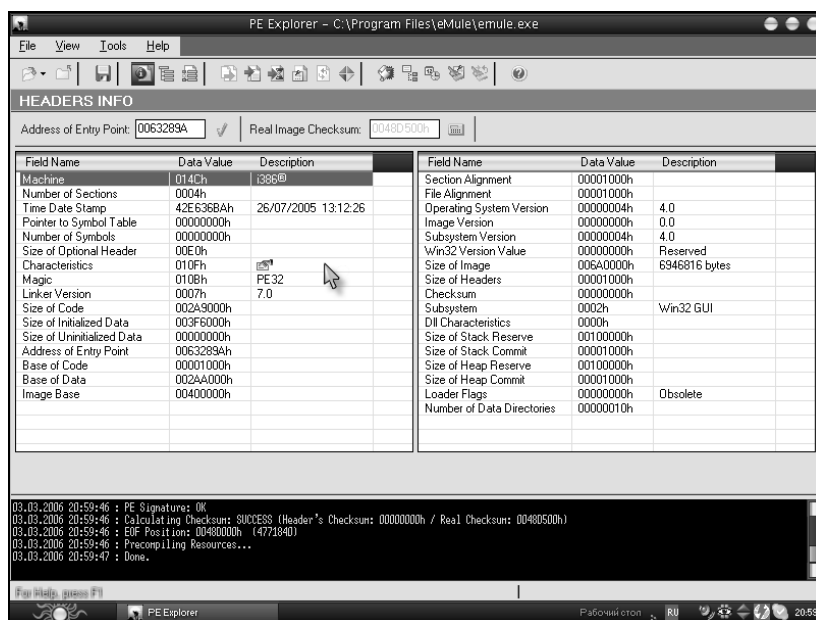 PE Explorer – C:\Program Files\eMule\emule.exe
File View Tools Help
HEADERS INFO
Address of Entry Point: 0063289A Real Image Checksum: 0048D500h
Field Name Data Value Description
Machine 014Ch i386®
Number of Sections 0004h
Time Date Stamp 42E636BAh 26/07/2005 13:12:26
Pointer to Symbol Table 00000000h
Number of Symbols 00000000h
Size of Optional Header 00E0h
Characteristics 010Fh
Magic 010Bh PE32
Linker Version 0007h 7.0
Size of Code 002A9000h
Size of Initialized Data 003F6000h
Size of Uninitialized Data 00000000h
Address of Entry Point 0063289Ah
Base of Code 00001000h
Base of Data 002AA000h
Image Base 00400000h
Field Name Data Value Description
Section Alignment 00001000h
File Alignment 00001000h
Operating System Version 00000004h 4.0
Image Version 00000000h 0.0
Subsystem Version 00000004h 4.0
Win32 Version Value 00000000h Reserved
Size of Image 006A0000h 6946816 bytes
Size of Headers 00001000h
Checksum 00000000h
Subsystem 0002h Win32 GUI
Dll Characteristics 0000h
Size of Stack Reserve 00100000h
Size of Stack Commit 00001000h
Size of Heap Reserve 00100000h
Size of Heap Commit 00001000h
Loader Flags 00000000h Obsolete
Number of Data Directories 00000010h
03.03.2006 20:59:46 : PE Signature: OK
03.03.2006 20:59:46 : Calculating Checksum: SUCCESS (Header's Checksum: 00000000h / Real Checksum: 0048D500h)
03.03.2006 20:59:46 : EOF Position: 0048D000h (4771840)
03.03.2006 20:59:46 : Precompiling Resources...
03.03.2006 20:59:47 : Done.
For Help, press F1
PE Explorer Рабочий стол RU 20:59